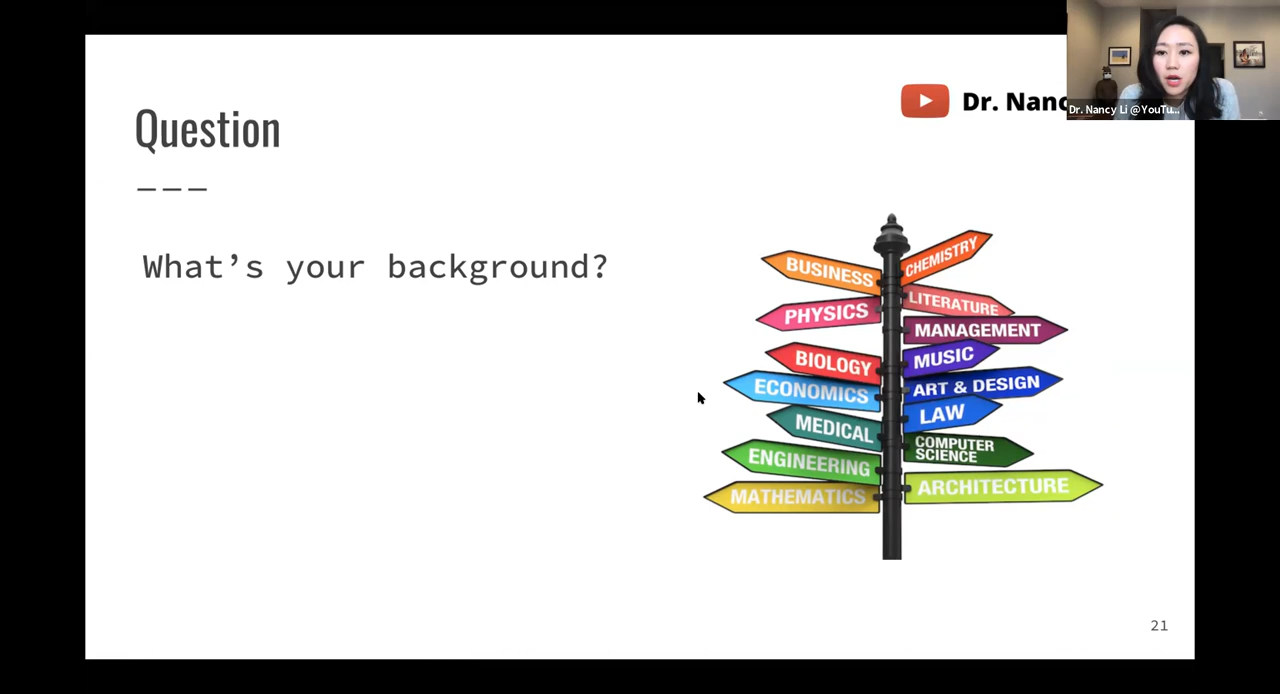 Question
Dr. Nanc
Dr. Nancy Li @YouTu...
What's your background?
BUSINESS
CHEMISTRY
LITERATURE
PHYSICS
MANAGEMENT
BIOLOGY
MUSIC
ECONOMICS
ART & DESIGN
LAW
MEDICAL
COMPUTER
SCIENCE
ENGINEERING
ARCHITECTURE
MATHEMATICS
21